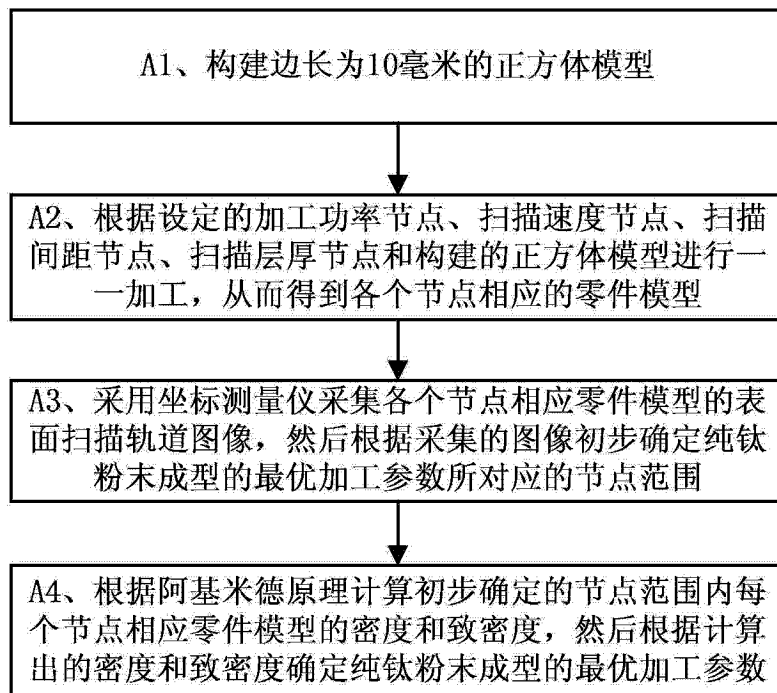 A1、构建边长为10毫米的正方体模型
A2、根据设定的加工功率节点、扫描速度节点、扫描
间距节点、扫描层厚节点和构建的正方体模型进行一
一加工，从而得到各个节点相应的零件模型
A3、采用坐标测量仪采集各个节点相应零件模型的表
面扫描轨道图像，然后根据采集的图像初步确定纯钛
粉末成型的最优加工参数所对应的节点范围
A4、根据阿基米德原理计算初步确定的节点范围内每
个节点相应零件模型的密度和致密度，然后根据计算
出的密度和致密度确定纯钛粉末成型的最优加工参数